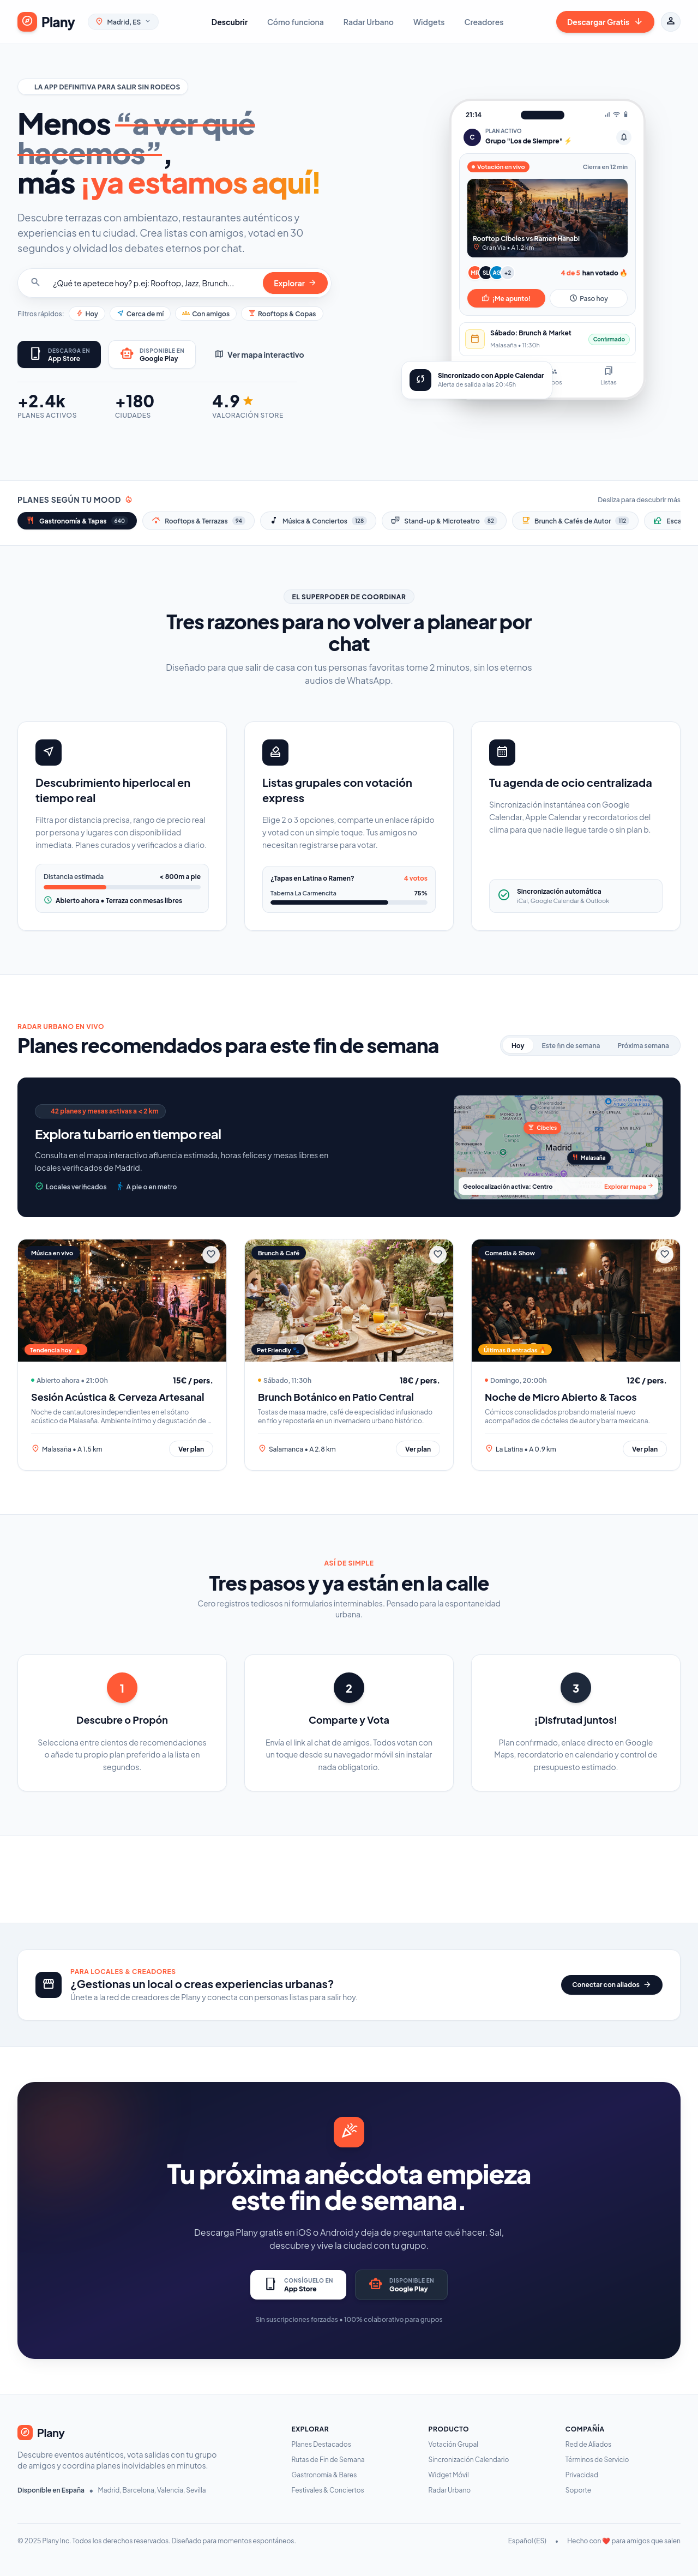 Plany
Madrid, ES
Descubrir
Cómo funciona
Radar Urbano
Widgets
Creadores
Descargar Gratis
LA APP DEFINITIVA PARA SALIR SIN RODEOS
Menos “a ver qué
hacemos”,
más ¡ya estamos aquí!
Descubre terrazas con ambientazo, restaurantes auténticos y
experiencias en tu ciudad. Crea listas con amigos, votad en 30
segundos y olvidad los debates eternos por chat.
¿Qué te apetece hoy? p.ej: Rooftop, Jazz, Brunch...
Explorar
Filtros rápidos:
Hoy
Cerca de mí
Con amigos
Rooftops & Copas
DESCARGA EN
App Store
DISPONIBLE EN
Google Play
Ver mapa interactivo
+2.4k
PLANES ACTIVOS
+180
CIUDADES
4.9 ★
VALORACIÓN STORE
21:14
C
PLAN ACTIVO
Grupo "Los de Siempre" ⚡
Votación en vivo
Cierra en 12 min
Rooftop Cibeles vs Ramen Hanabi
Gran Vía • A 1.2 km
+2
4 de 5 han votado 🔥
¡Me apunto!
Paso hoy
Sábado: Brunch & Market
Malasaña • 11:30h
Confirmado
Sincronizado con Apple Calendar
Alerta de salida a las 20:45h
Listas
PLANES SEGÚN TU MOOD
Desliza para descubrir más
Gastronomía & Tapas 640
Rooftops & Terrazas 94
Música & Conciertos 128
Stand-up & Microteatro 82
Brunch & Cafés de Autor 112
EL SUPERPODER DE COORDINAR
Tres razones para no volver a planear por
chat
Diseñado para que salir de casa con tus personas favoritas tome 2 minutos, sin los eternos
audios de WhatsApp.
Descubrimiento hiperlocal en
tiempo real
Filtra por distancia precisa, rango de precio real
por persona y lugares con disponibilidad
inmediata. Planes curados y verificados a diario.
Distancia estimada
< 800m a pie
Abierto ahora • Terraza con mesas libres
Listas grupales con votación
express
Elige 2 o 3 opciones, comparte un enlace rápido
y votad con un simple toque. Tus amigos no
necesitan registrarse para votar.
¿Tapas en Latina o Ramen?
4 votos
Taberna La Carmencita
75%
Tu agenda de ocio centralizada
Sincronización instantánea con Google
Calendar, Apple Calendar y recordatorios del
clima para que nadie llegue tarde o sin plan b.
Sincronización automática
iCal, Google Calendar & Outlook
RADAR URBANO EN VIVO
Planes recomendados para este fin de semana
Hoy
Este fin de semana
Próxima semana
42 planes y mesas activas a < 2 km
Explora tu barrio en tiempo real
Consulta en el mapa interactivo afluencia estimada, horas felices y mesas libres en
locales verificados de Madrid.
Locales verificados
A pie o en metro
Cibeles
Madrid
Malasaña
Geolocalización activa: Centro
Explorar mapa
Música en vivo
Tendencia hoy 🔥
Abierto ahora • 21:00h
15€ / pers.
Sesión Acústica & Cerveza Artesanal
Noche de cantautores independientes en el sótano
acústico de Malasaña. Ambiente íntimo y degustación de ...
Malasaña • A 1.5 km
Ver plan
Brunch & Café
Pet Friendly 🐾
Sábado, 11:30h
18€ / pers.
Brunch Botánico en Patio Central
Tostas de masa madre, café de especialidad infusionado
en frío y repostería en un invernadero urbano histórico.
Salamanca • A 2.8 km
Ver plan
Comedia & Show
Últimas 8 entradas 🔥
Domingo, 20:00h
12€ / pers.
Noche de Micro Abierto & Tacos
Cómicos consolidados probando material nuevo
acompañados de cócteles de autor y barra mexicana.
La Latina • A 0.9 km
Ver plan
ASÍ DE SIMPLE
Tres pasos y ya están en la calle
Cero registros tediosos ni formularios interminables. Pensado para la espontaneidad
urbana.
1
Descubre o Propón
Selecciona entre cientos de recomendaciones
o añade tu propio plan preferido a la lista en
segundos.
2
Comparte y Vota
Envía el link al chat de amigos. Todos votan con
un toque desde su navegador móvil sin instalar
nada obligatorio.
3
¡Disfrutad juntos!
Plan confirmado, enlace directo en Google
Maps, recordatorio en calendario y control de
presupuesto estimado.
PARA LOCALES & CREADORES
¿Gestionas un local o creas experiencias urbanas?
Únete a la red de creadores de Plany y conecta con personas listas para salir hoy.
Conectar con aliados
Tu próxima anécdota empieza
este fin de semana.
Descarga Plany gratis en iOS o Android y deja de preguntarte qué hacer. Sal,
descubre y vive la ciudad con tu grupo.
CONSÍGUELO EN
App Store
DISPONIBLE EN
Google Play
Sin suscripciones forzadas • 100% colaborativo para grupos
Plany
Descubre eventos auténticos, vota salidas con tu grupo
de amigos y coordina planes inolvidables en minutos.
Disponible en España • Madrid, Barcelona, Valencia, Sevilla
EXPLORAR
Planes Destacados
Rutas de Fin de Semana
Gastronomía & Bares
Festivales & Conciertos
PRODUCTO
Votación Grupal
Sincronización Calendario
Widget Móvil
Radar Urbano
COMPAÑÍA
Red de Aliados
Términos de Servicio
Privacidad
Soporte
© 2025 Plany Inc. Todos los derechos reservados. Diseñado para momentos espontáneos.
Español (ES) • Hecho con ❤️ para amigos que salen